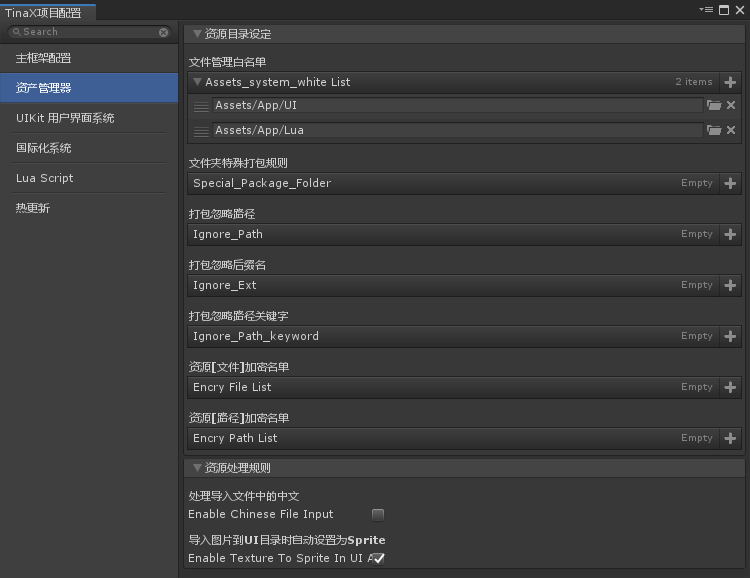 TinaX项目配置
Search
主框架配置
资产管理器
UIKit 用户界面系统
国际化系统
Lua Script
热更新
资源目录设定
文件管理白名单
Assets_system_white List 2 items
Assets/App/UI
Assets/App/Lua
文件夹特殊打包规则
Special_Package_Folder Empty
打包忽略路径
Ignore_Path Empty
打包忽略后缀名
Ignore_Ext Empty
打包忽略路径关键字
Ignore_Path_keyword Empty
资源[文件]加密名单
Encry File List Empty
资源[路径]加密名单
Encry Path List Empty
资源处理规则
处理导入文件中的中文
Enable Chinese File Input
导入图片到UI目录时自动设置为Sprite
Enable Texture To Sprite In UI